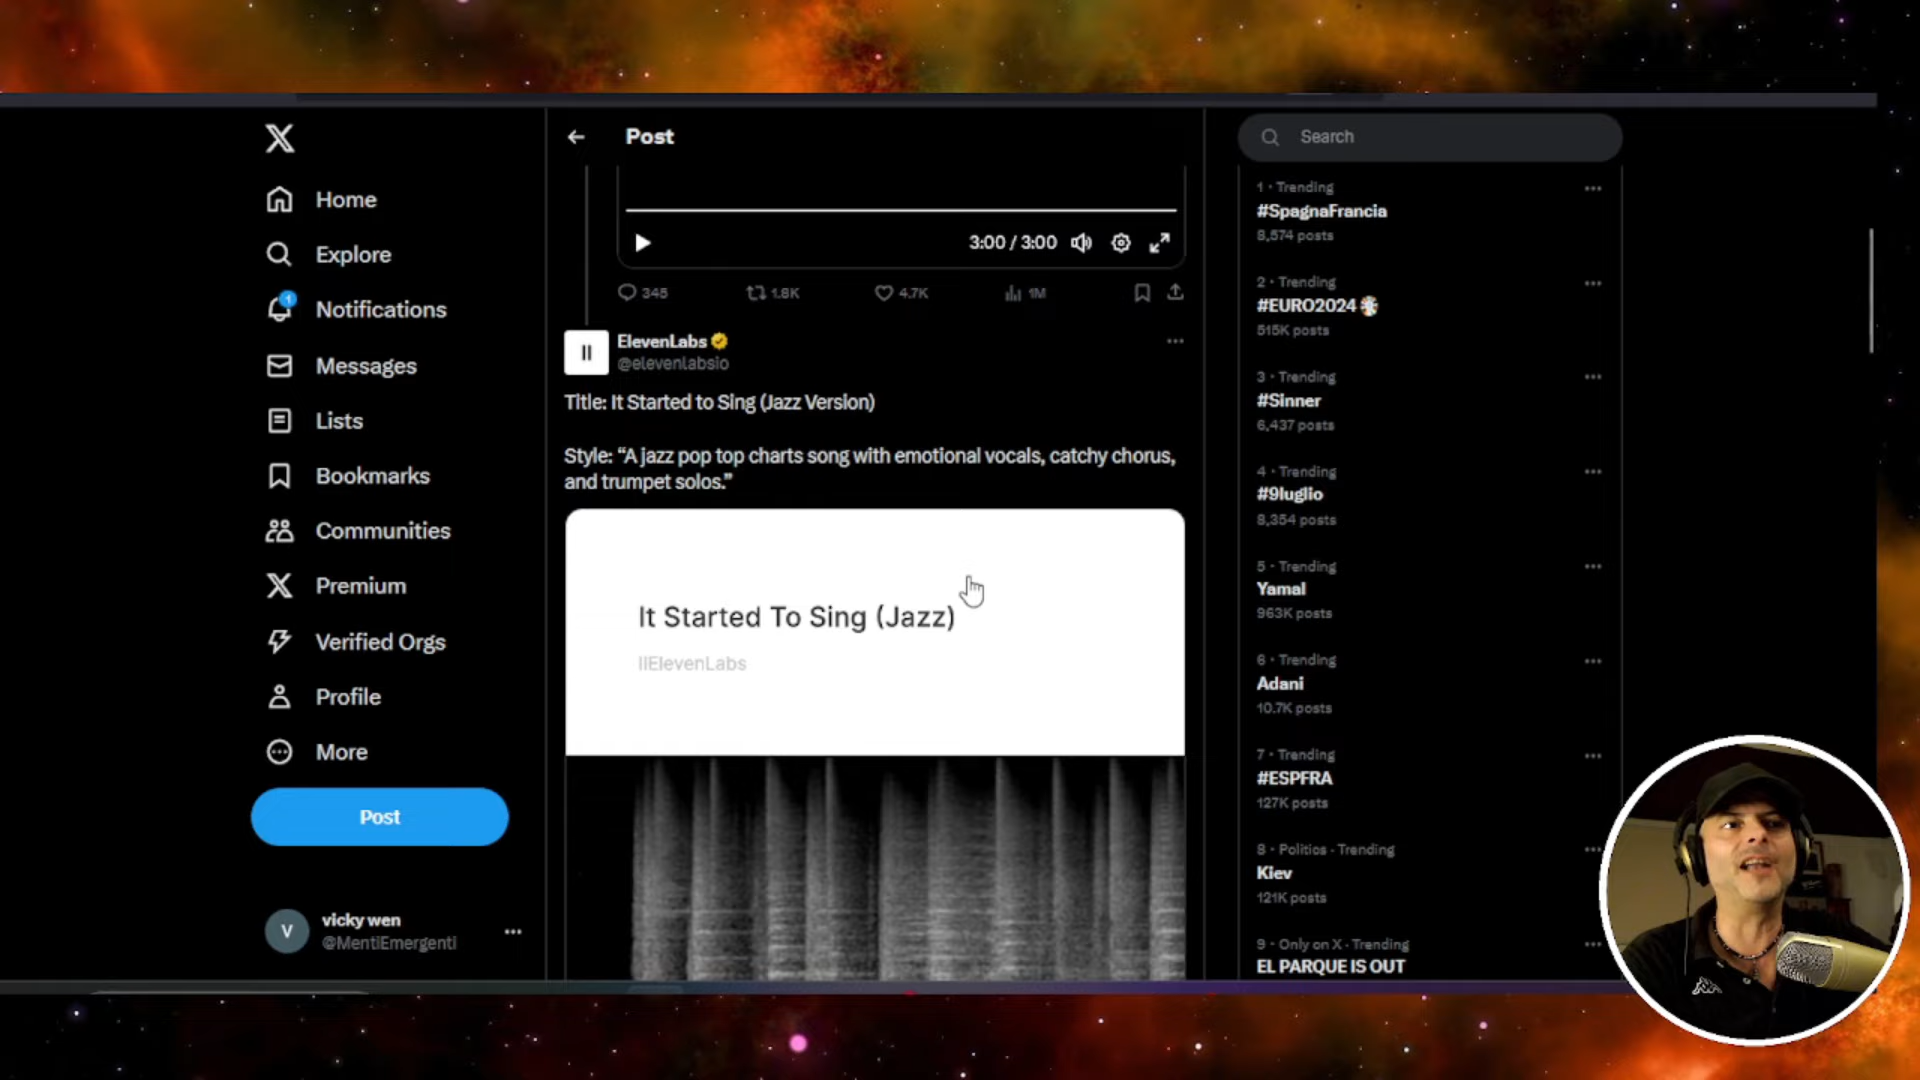 Home
Explore
1
Notifications
Messages
Lists
Bookmarks
Communities
Premium
Verified Orgs
Profile
More
Post
V
vicky wen
@MentiEmergenti
Post
3:00 / 3:00
345
1.8K
4.7K
1M
ElevenLabs
@elevenlabsio
Title: It Started to Sing (Jazz Version)
Style: “A jazz pop top charts song with emotional vocals, catchy chorus,
and trumpet solos.”
It Started To Sing (Jazz)
IIElevenLabs
Search
1 · Trending
#SpagnaFrancia
8,574 posts
2 · Trending
#EURO2024
515K posts
3 · Trending
#Sinner
6,437 posts
4 · Trending
#9luglio
8,354 posts
5 · Trending
Yamal
963K posts
6 · Trending
Adani
10.7K posts
7 · Trending
#ESPFRA
127K posts
8 · Politics · Trending
Kiev
121K posts
9 · Only on X · Trending
EL PARQUE IS OUT